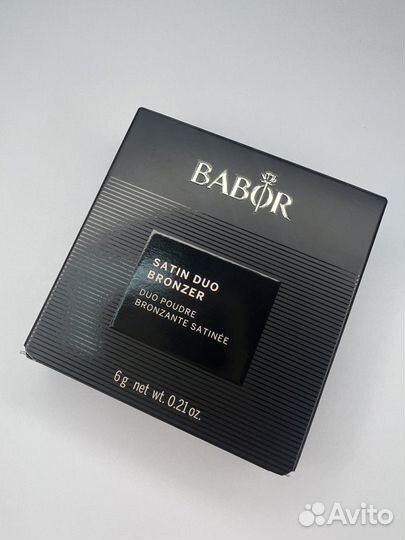 BABOR
SATIN DUO
BRONZER
DUO POUDRE
BRONZANTE SATINÉE
6 g net wt. 0.21 oz.
Avito